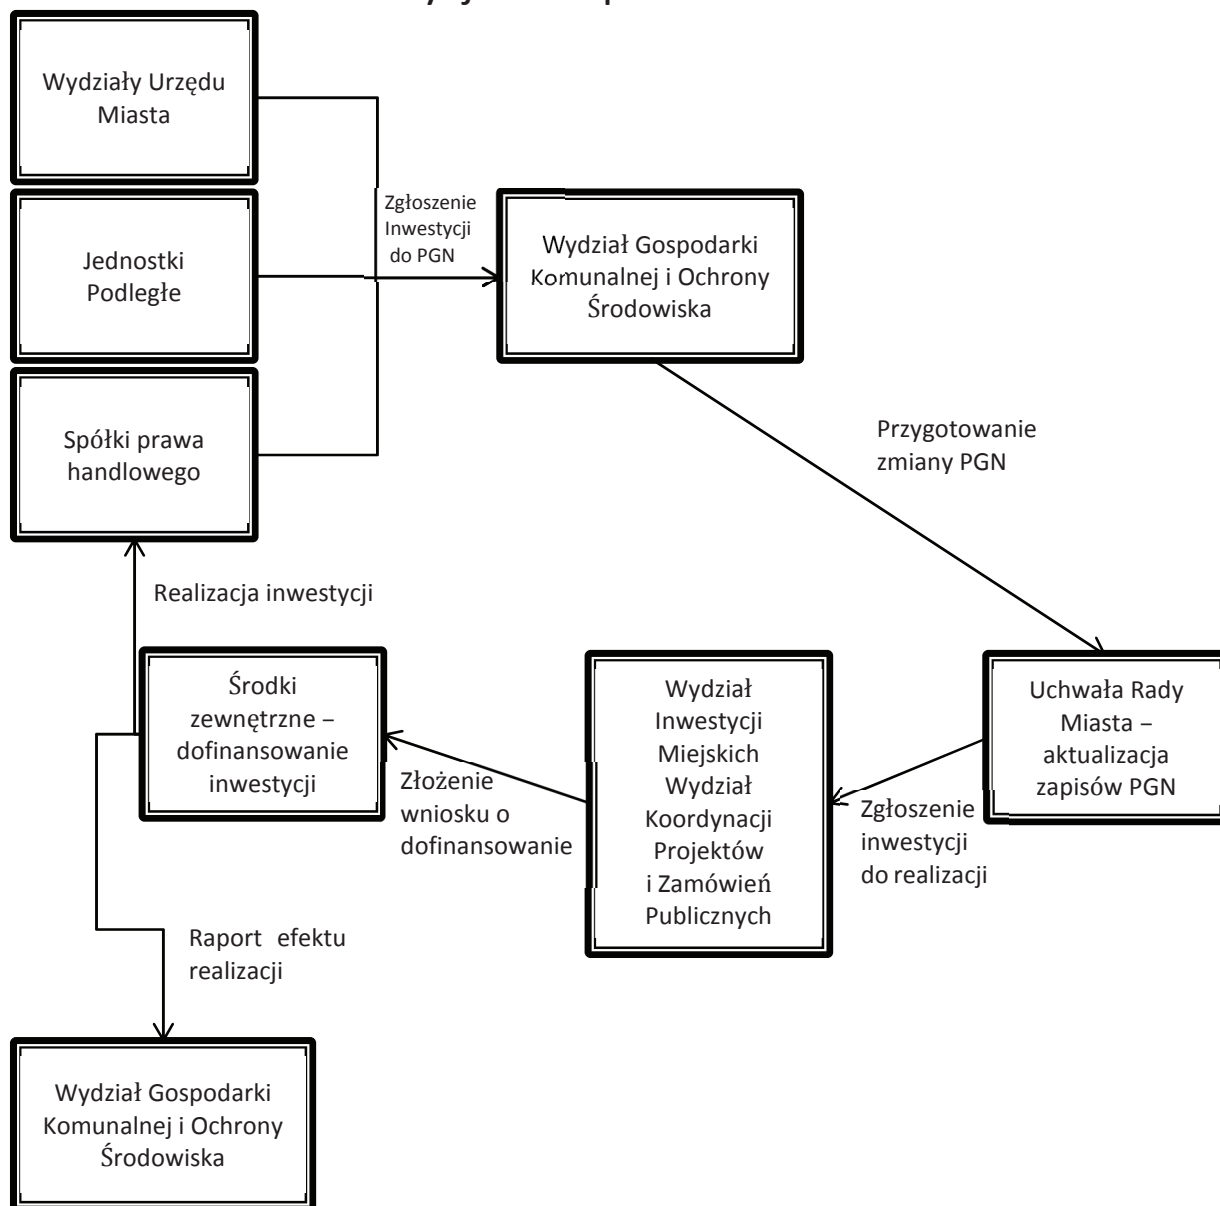 Wydziały Urzędu
Miasta
Jednostki
Podległe
Spółki prawa
handlowego
Zgłoszenie
Inwestycji
do PGN
Wydział Gospodarki
Komunalnej i Ochrony
Środowiska
Przygotowanie
zmiany PGN
Realizacja inwestycji
Środki
zewnętrzne –
dofinansowanie
inwestycji
Złożenie
wniosku o
dofinansowanie
Wydział
Inwestycji
Miejskich
Wydział
Koordynacji
Projektów
i Zamówień
Publicznych
Zgłoszenie
inwestycji
do realizacji
Uchwała Rady
Miasta –
aktualizacja
zapisów PGN
Raport efektu
realizacji
Wydział Gospodarki
Komunalnej i Ochrony
Środowiska